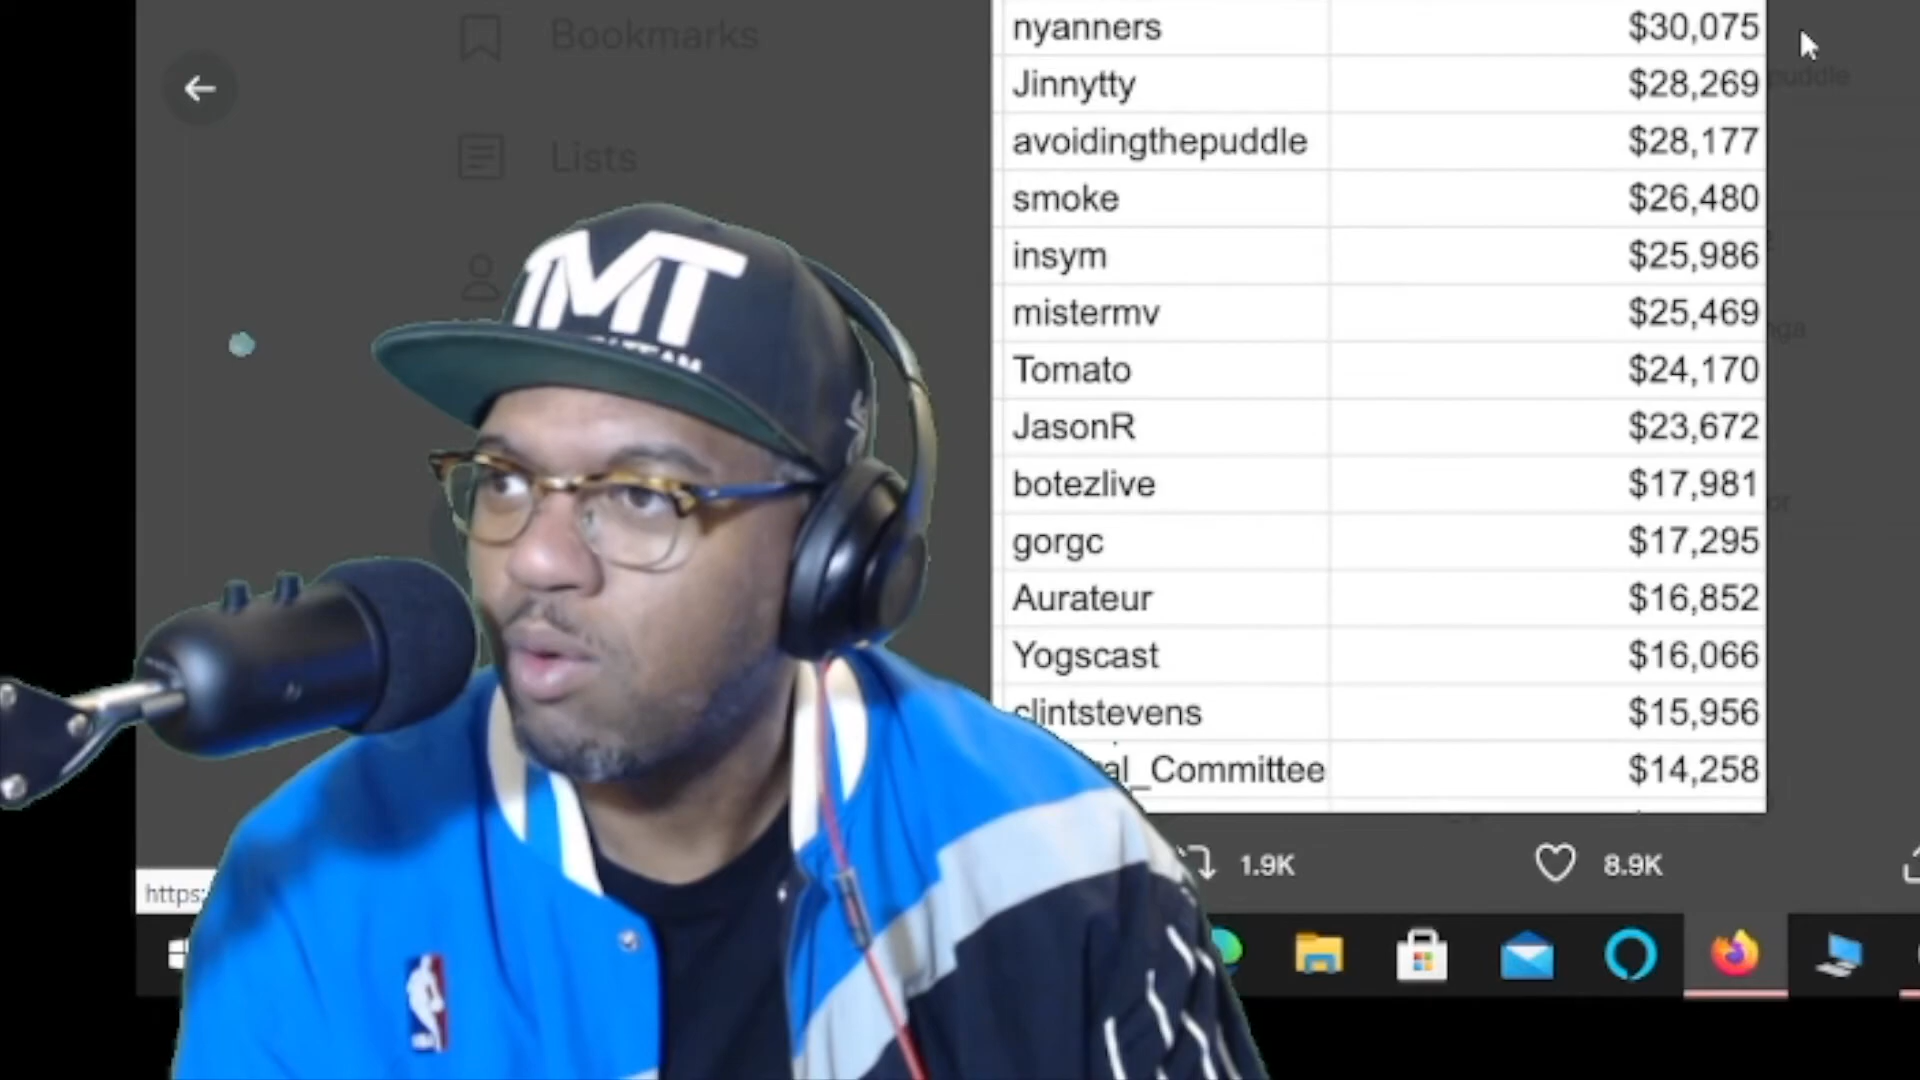 Bookmarks
Lists
nyanners $30,075
Jinnytty $28,269
avoidingthepuddle $28,177
smoke $26,480
insym $25,986
mistermv $25,469
Tomato $24,170
JasonR $23,672
botezlive $17,981
gorgc $17,295
Aurateur $16,852
Yogscast $16,066
clintstevens $15,956
al_Committee $14,258
puddle
1.9K 8.9K
https:
TMT